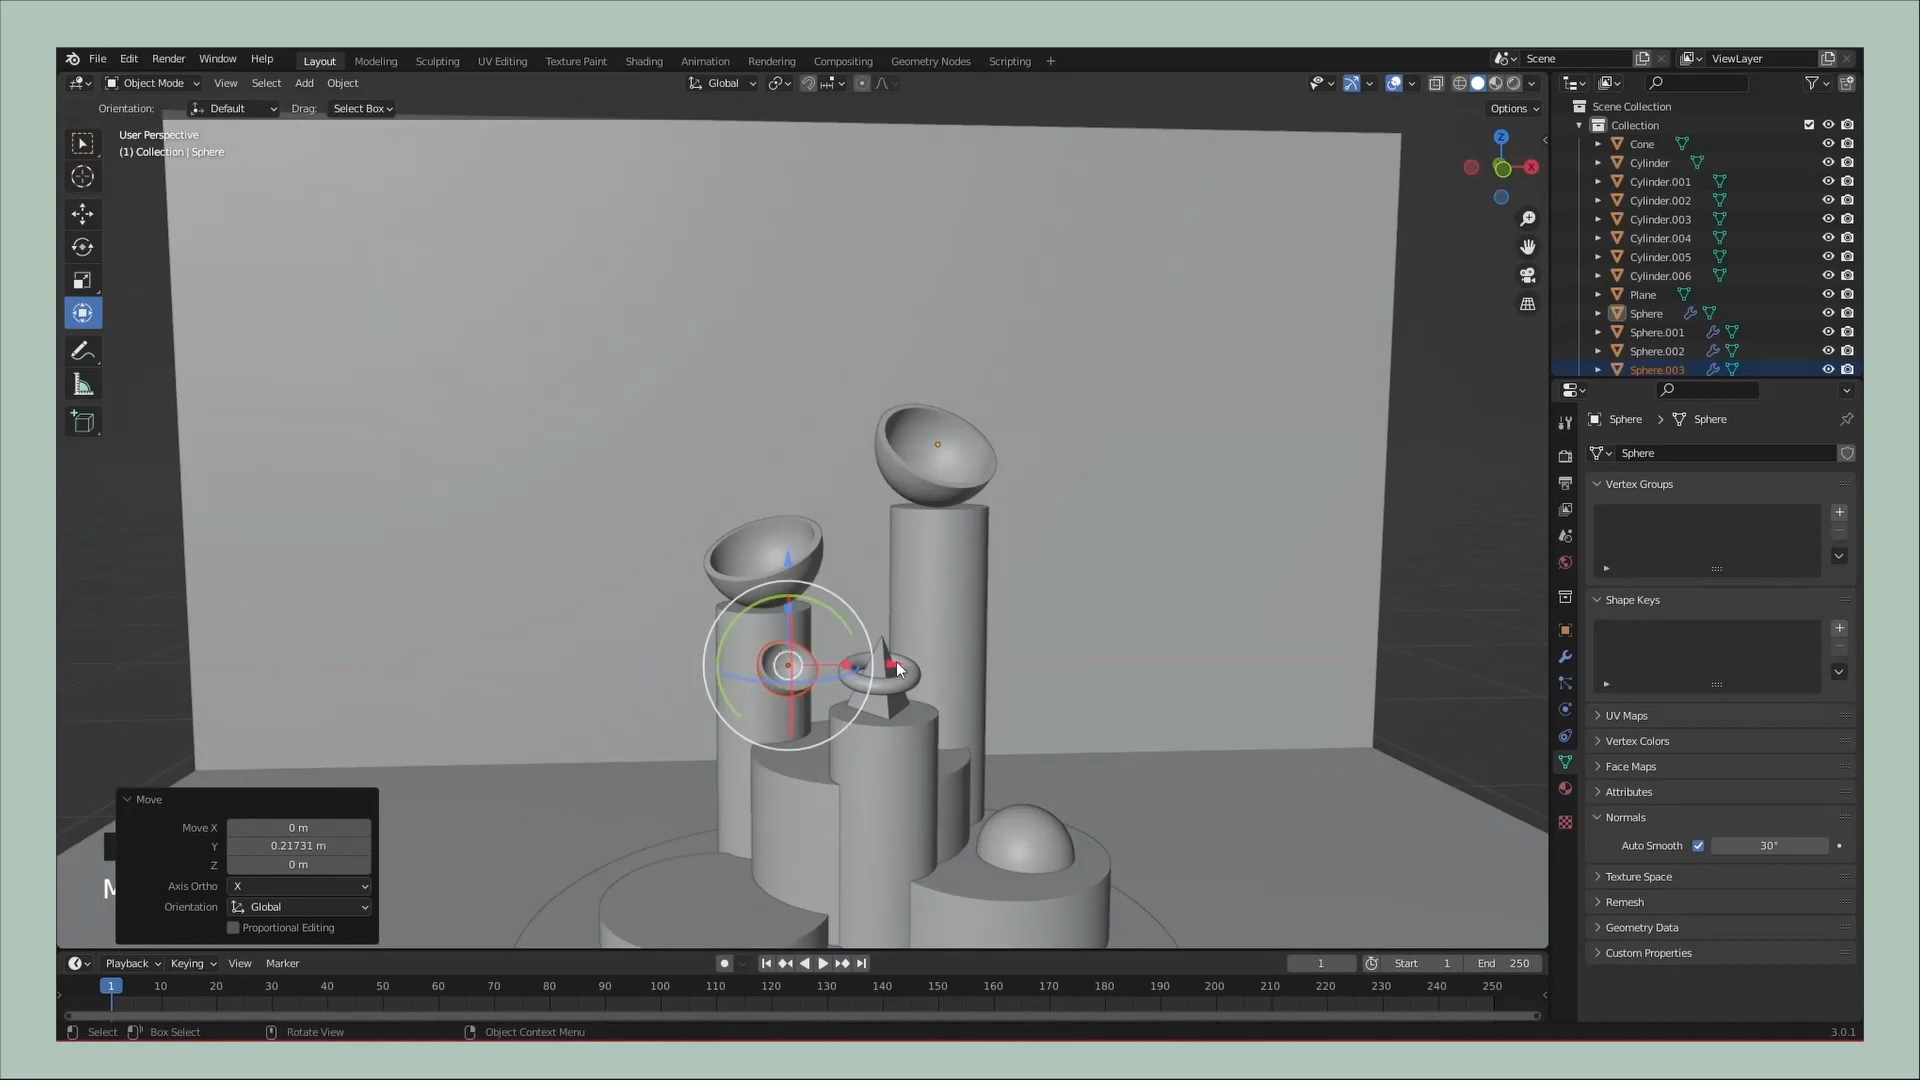 File Edit Render Window Help Layout Modeling Sculpting UV Editing Texture Paint Shading Animation Rendering Compositing Geometry Nodes Scripting + Scene ViewLayer
Object Mode View Select Add Object Global
Orientation: Default Drag: Select Box Options
User Perspective
(1) Collection | Sphere
Z
X
Scene Collection
Collection
Cone
Cylinder
Cylinder.001
Cylinder.002
Cylinder.003
Cylinder.004
Cylinder.005
Cylinder.006
Plane
Sphere
Sphere.001
Sphere.002
Sphere.003
Sphere > Sphere
Sphere
Vertex Groups
Shape Keys
UV Maps
Vertex Colors
Face Maps
Attributes
Normals
Auto Smooth 30°
Texture Space
Remesh
Geometry Data
Custom Properties
Move
Move X 0 m
Y 0.21731 m
Z 0 m
Axis Ortho X
Orientation Global
Proportional Editing
Playback Keying View Marker 1 Start 1 End 250
1 10 20 30 40 50 60 70 80 90 100 110 120 130 140 150 160 170 180 190 200 210 220 230 240 250
Select Box Select Rotate View Object Context Menu 3.0.1